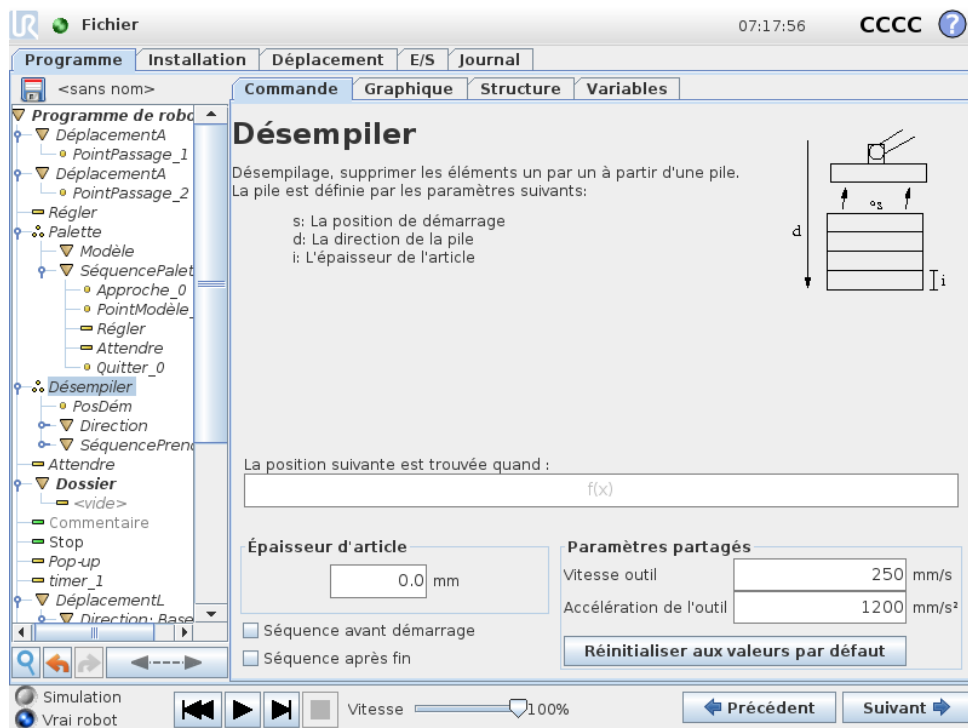 UR Fichier 07:17:56 CCCC ?
Programme Installation Déplacement E/S Journal
<sans nom> Commande Graphique Structure Variables
Programme de robo
DéplacementA
PointPassage_1
DéplacementA
PointPassage_2
Régler
Palette
Modèle
SéquencePalet
Approche_0
PointModèle_
Régler
Attendre
Quitter_0
Désempiler
PosDém
Direction
SéquencePrend
Attendre
Dossier
<vide>
Commentaire
Stop
Pop-up
timer_1
DéplacementL
Direction: Base
Désempiler
Désempilage, supprimer les éléments un par un à partir d'une pile.
La pile est définie par les paramètres suivants:
s: La position de démarrage
d: La direction de la pile
i: L'épaisseur de l'article
s
d
i
La position suivante est trouvée quand :
f(x)
Épaisseur d'article
0.0 mm
Séquence avant démarrage
Séquence après fin
Paramètres partagés
Vitesse outil 250 mm/s
Accélération de l'outil 1200 mm/s²
Réinitialiser aux valeurs par défaut
Simulation
Vrai robot
Vitesse 100%
Précédent Suivant